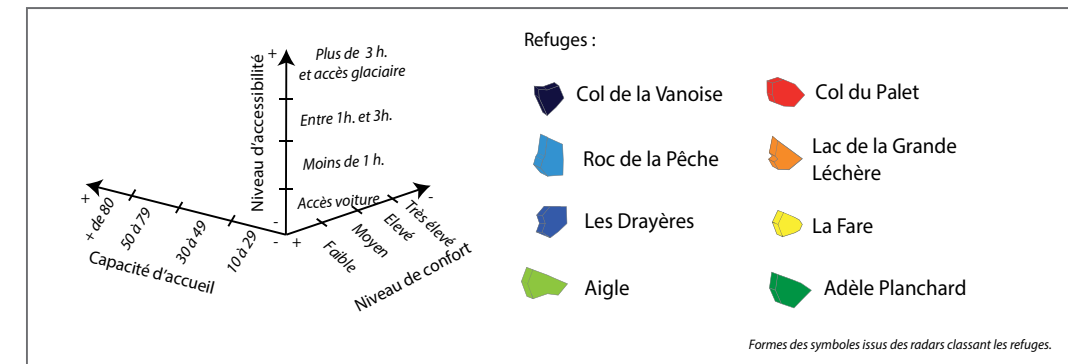 Niveau d'accessibilité
+
Plus de 3 h.
et accès glaciaire
Entre 1h. et 3h.
Moins de 1 h.
Accès voiture
-
+
+ de 80
50 à 79
30 à 49
10 à 29
-
Capacité d'accueil
+
Faible
Moyen
Elevé
Très élevé
-
Niveau de confort
Refuges :
Col de la Vanoise
Roc de la Pêche
Les Drayères
Aigle
Col du Palet
Lac de la Grande
Léchère
La Fare
Adèle Planchard
Formes des symboles issus des radars classant les refuges.